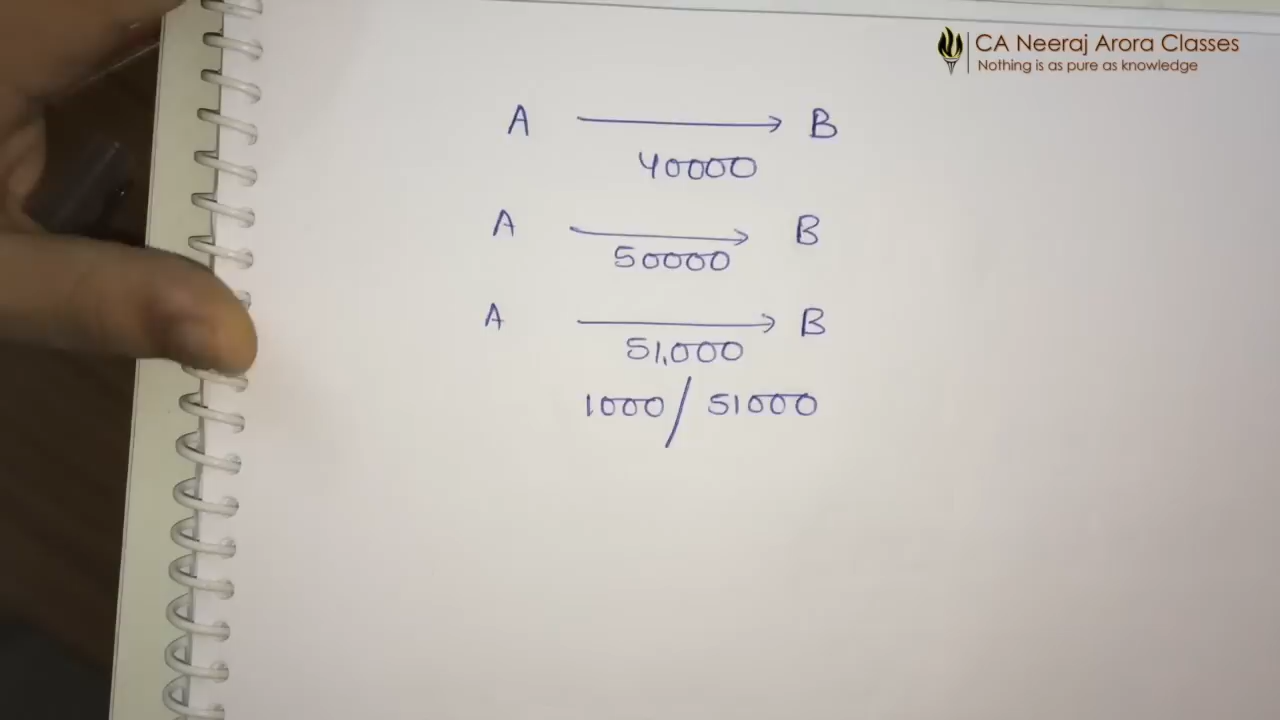 CA Neeraj Arora Classes
Nothing is as pure as knowledge
A → B
40000
A → B
50000
A → B
51,000
1000 / 51000